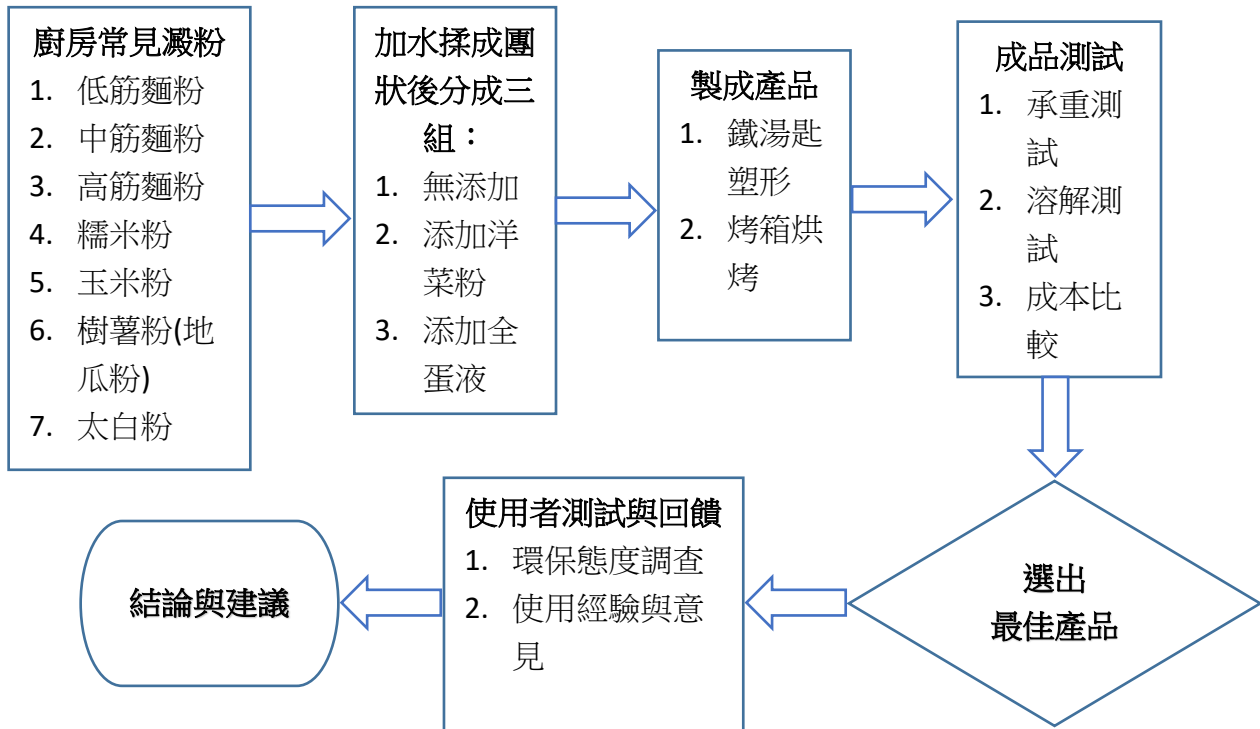 廚房常見澱粉
1. 低筋麵粉
2. 中筋麵粉
3. 高筋麵粉
4. 糯米粉
5. 玉米粉
6. 樹薯粉(地
瓜粉)
7. 太白粉
加水揉成團
狀後分成三
組：
1. 無添加
2. 添加洋
菜粉
3. 添加全
蛋液
製成產品
1. 鐵湯匙
塑形
2. 烤箱烘
烤
成品測試
1. 承重測
試
2. 溶解測
試
3. 成本比
較
選出
最佳產品
使用者測試與回饋
1. 環保態度調查
2. 使用經驗與意
見
結論與建議